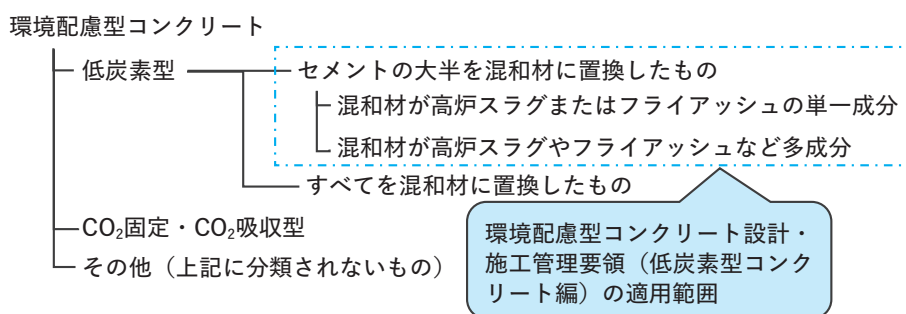 環境配慮型コンクリート
低炭素型
セメントの大半を混和材に置換したもの
混和材が高炉スラグまたはフライアッシュの単一成分
混和材が高炉スラグやフライアッシュなど多成分
すべてを混和材に置換したもの
CO₂固定・CO₂吸収型
その他（上記に分類されないもの）
環境配慮型コンクリート設計・
施工管理要領（低炭素型コンク
リート編）の適用範囲